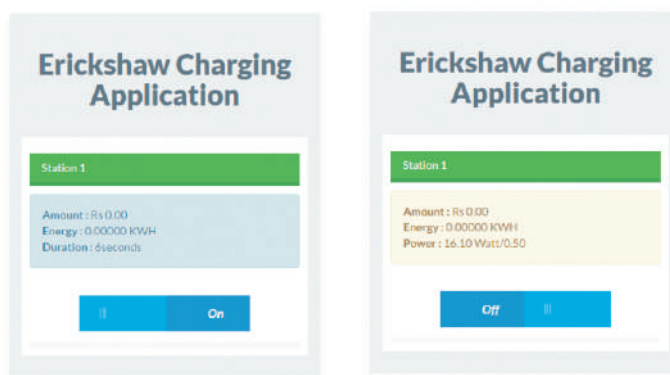 Erickshaw Charging
Application
Station 1
Amount : Rs 0.00
Energy : 0.00000 KWH
Duration : 6seconds
On
Erickshaw Charging
Application
Station 1
Amount : Rs 0.00
Energy : 0.00000 KWH
Power : 16.10 Watt/0.50
Off